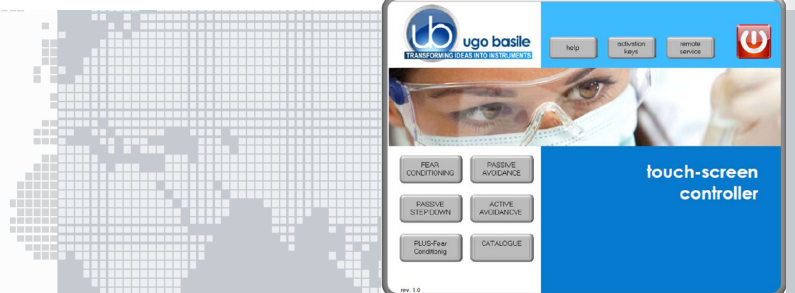 ub
ugo basile
TRANSFORMING IDEAS INTO INSTRUMENTS
help
activation
keys
remote
service
FEAR
CONDITIONING
PASSIVE
AVOIDANCE
touch-screen
controller
PASSIVE
STEP DOWN
ACTIVE
AVOIDANCVE
PLUS-Fear
Conditionig
CATALOGUE
rev. 1.0